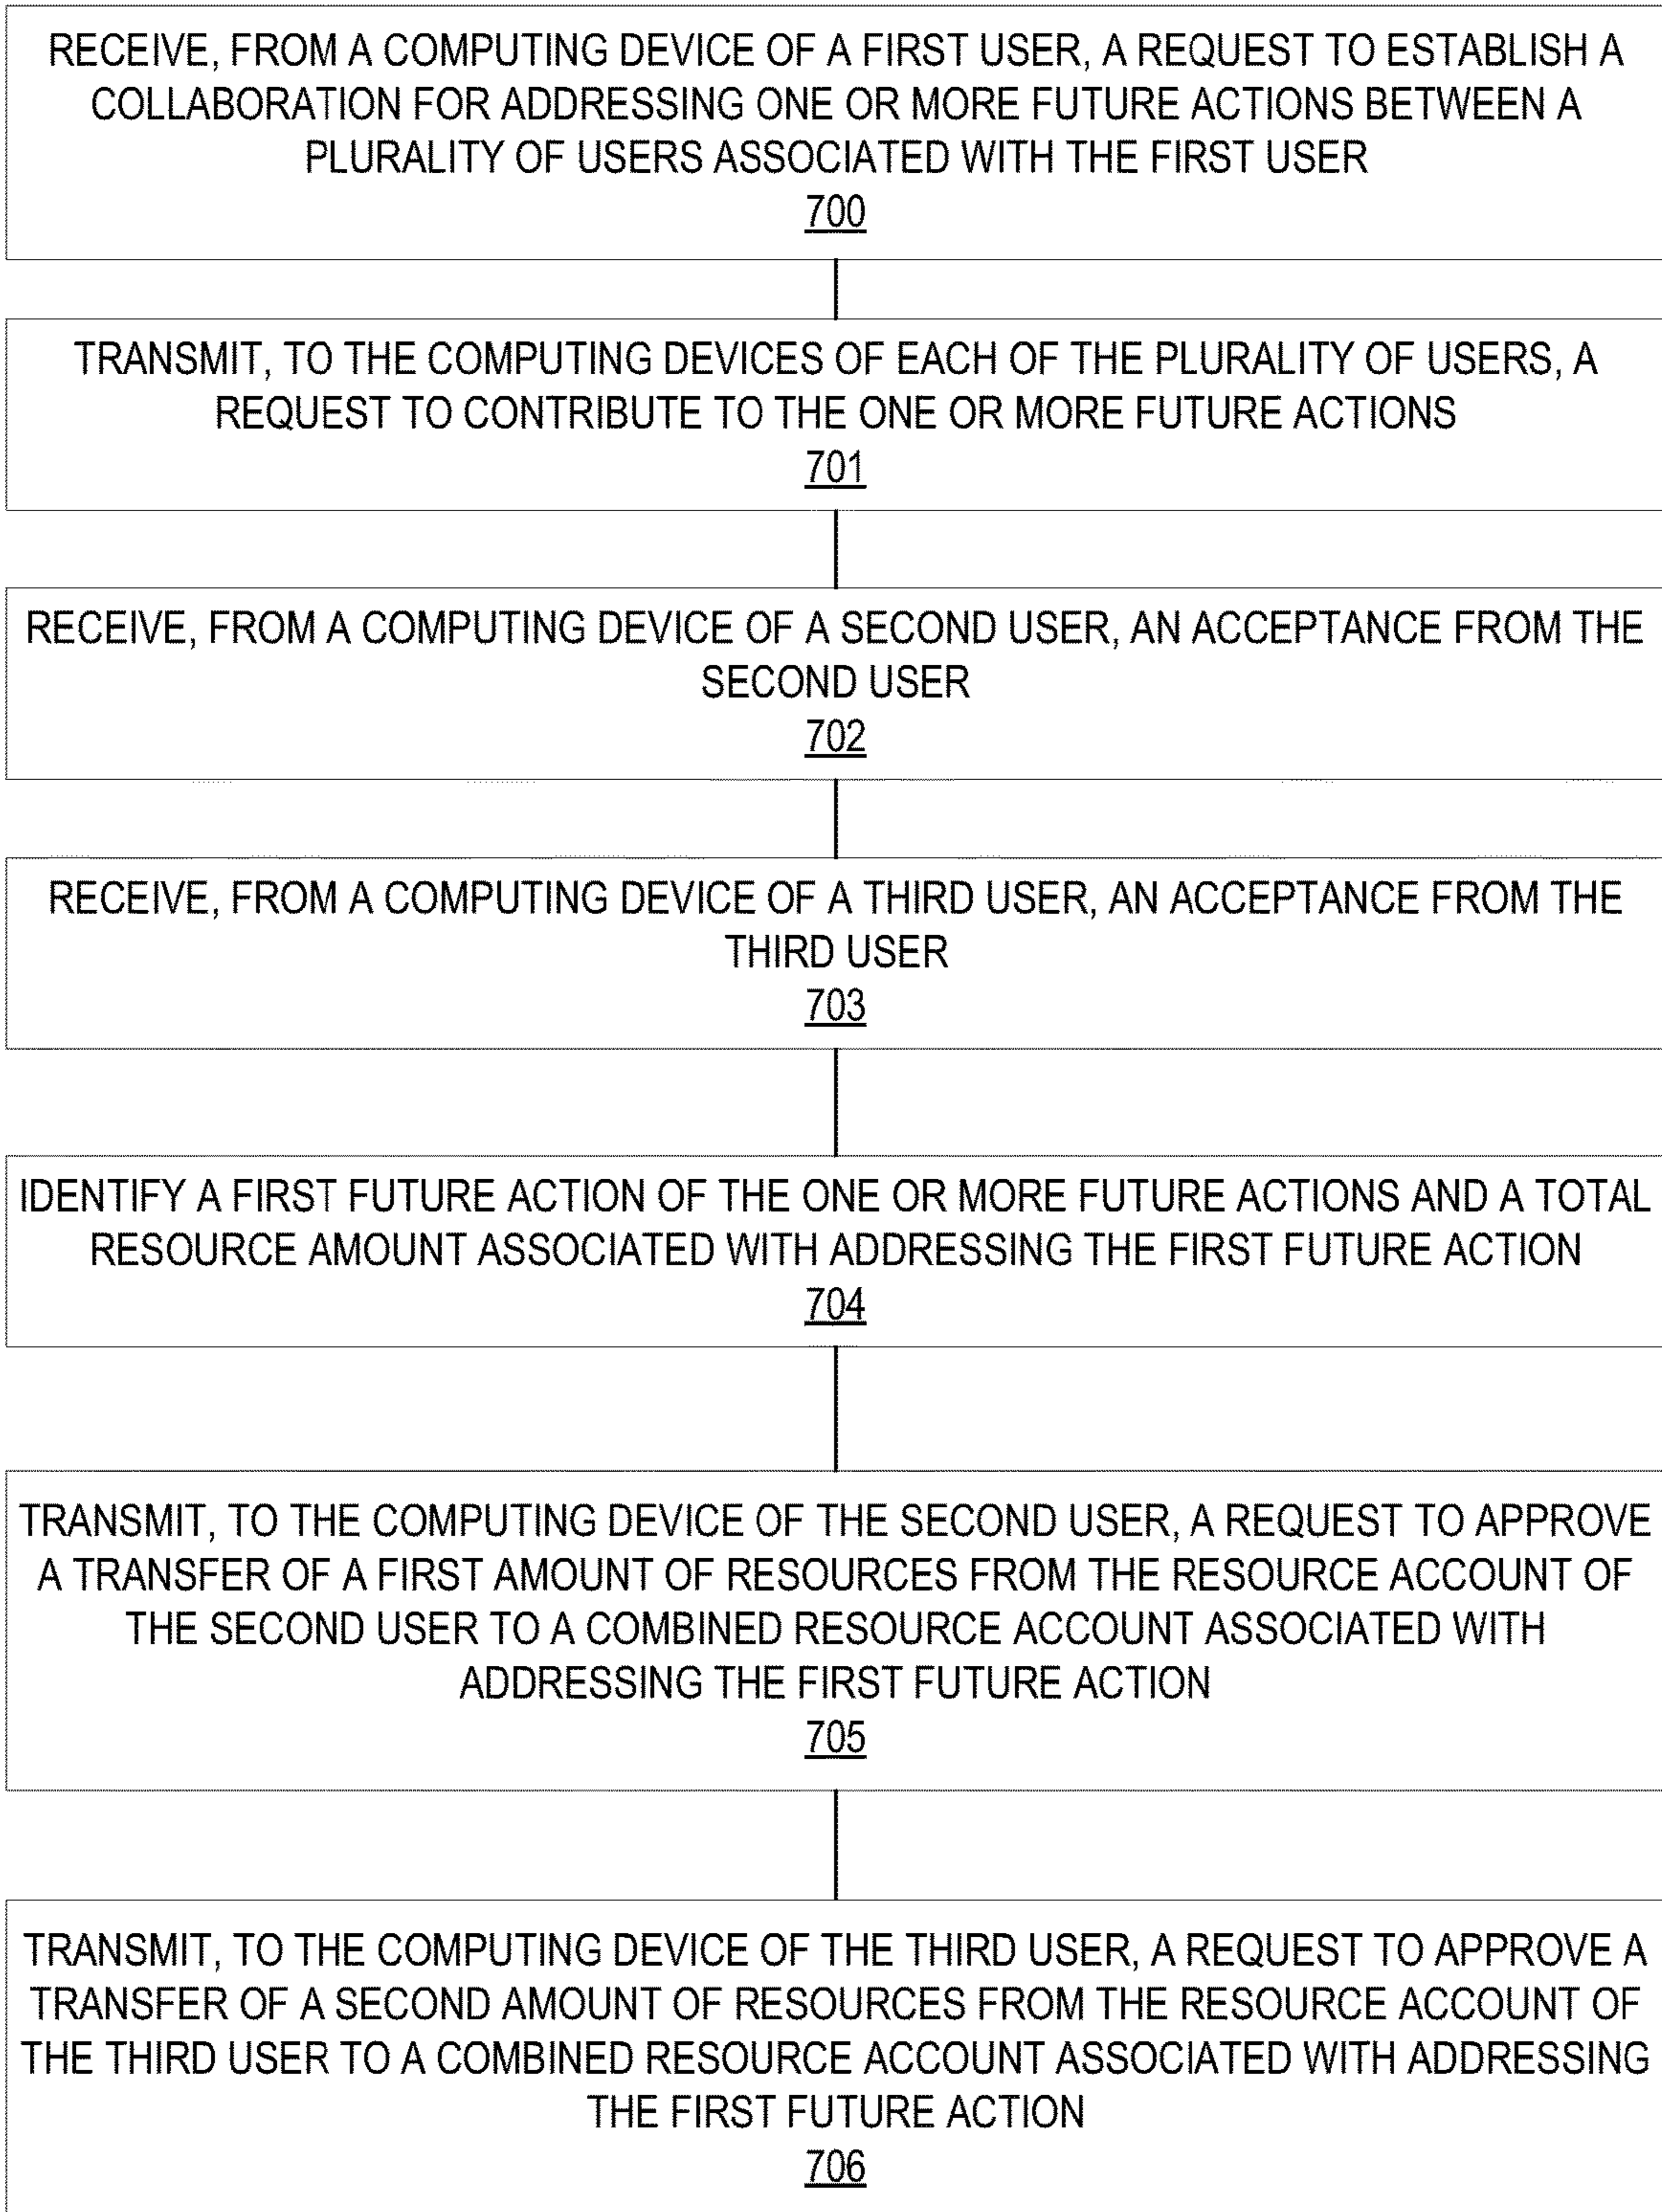 RECEIVE, FROM A COMPUTING DEVICE OF A FIRST USER, A REQUEST TO ESTABLISH A
COLLABORATION FOR ADDRESSING ONE OR MORE FUTURE ACTIONS BETWEEN A
PLURALITY OF USERS ASSOCIATED WITH THE FIRST USER
700
TRANSMIT, TO THE COMPUTING DEVICES OF EACH OF THE PLURALITY OF USERS, A
REQUEST TO CONTRIBUTE TO THE ONE OR MORE FUTURE ACTIONS
701
RECEIVE, FROM A COMPUTING DEVICE OF A SECOND USER, AN ACCEPTANCE FROM THE
SECOND USER
702
RECEIVE, FROM A COMPUTING DEVICE OF A THIRD USER, AN ACCEPTANCE FROM THE
THIRD USER
703
IDENTIFY A FIRST FUTURE ACTION OF THE ONE OR MORE FUTURE ACTIONS AND A TOTAL
RESOURCE AMOUNT ASSOCIATED WITH ADDRESSING THE FIRST FUTURE ACTION
704
TRANSMIT, TO THE COMPUTING DEVICE OF THE SECOND USER, A REQUEST TO APPROVE
A TRANSFER OF A FIRST AMOUNT OF RESOURCES FROM THE RESOURCE ACCOUNT OF
THE SECOND USER TO A COMBINED RESOURCE ACCOUNT ASSOCIATED WITH
ADDRESSING THE FIRST FUTURE ACTION
705
TRANSMIT, TO THE COMPUTING DEVICE OF THE THIRD USER, A REQUEST TO APPROVE A
TRANSFER OF A SECOND AMOUNT OF RESOURCES FROM THE RESOURCE ACCOUNT OF
THE THIRD USER TO A COMBINED RESOURCE ACCOUNT ASSOCIATED WITH ADDRESSING
THE FIRST FUTURE ACTION
706